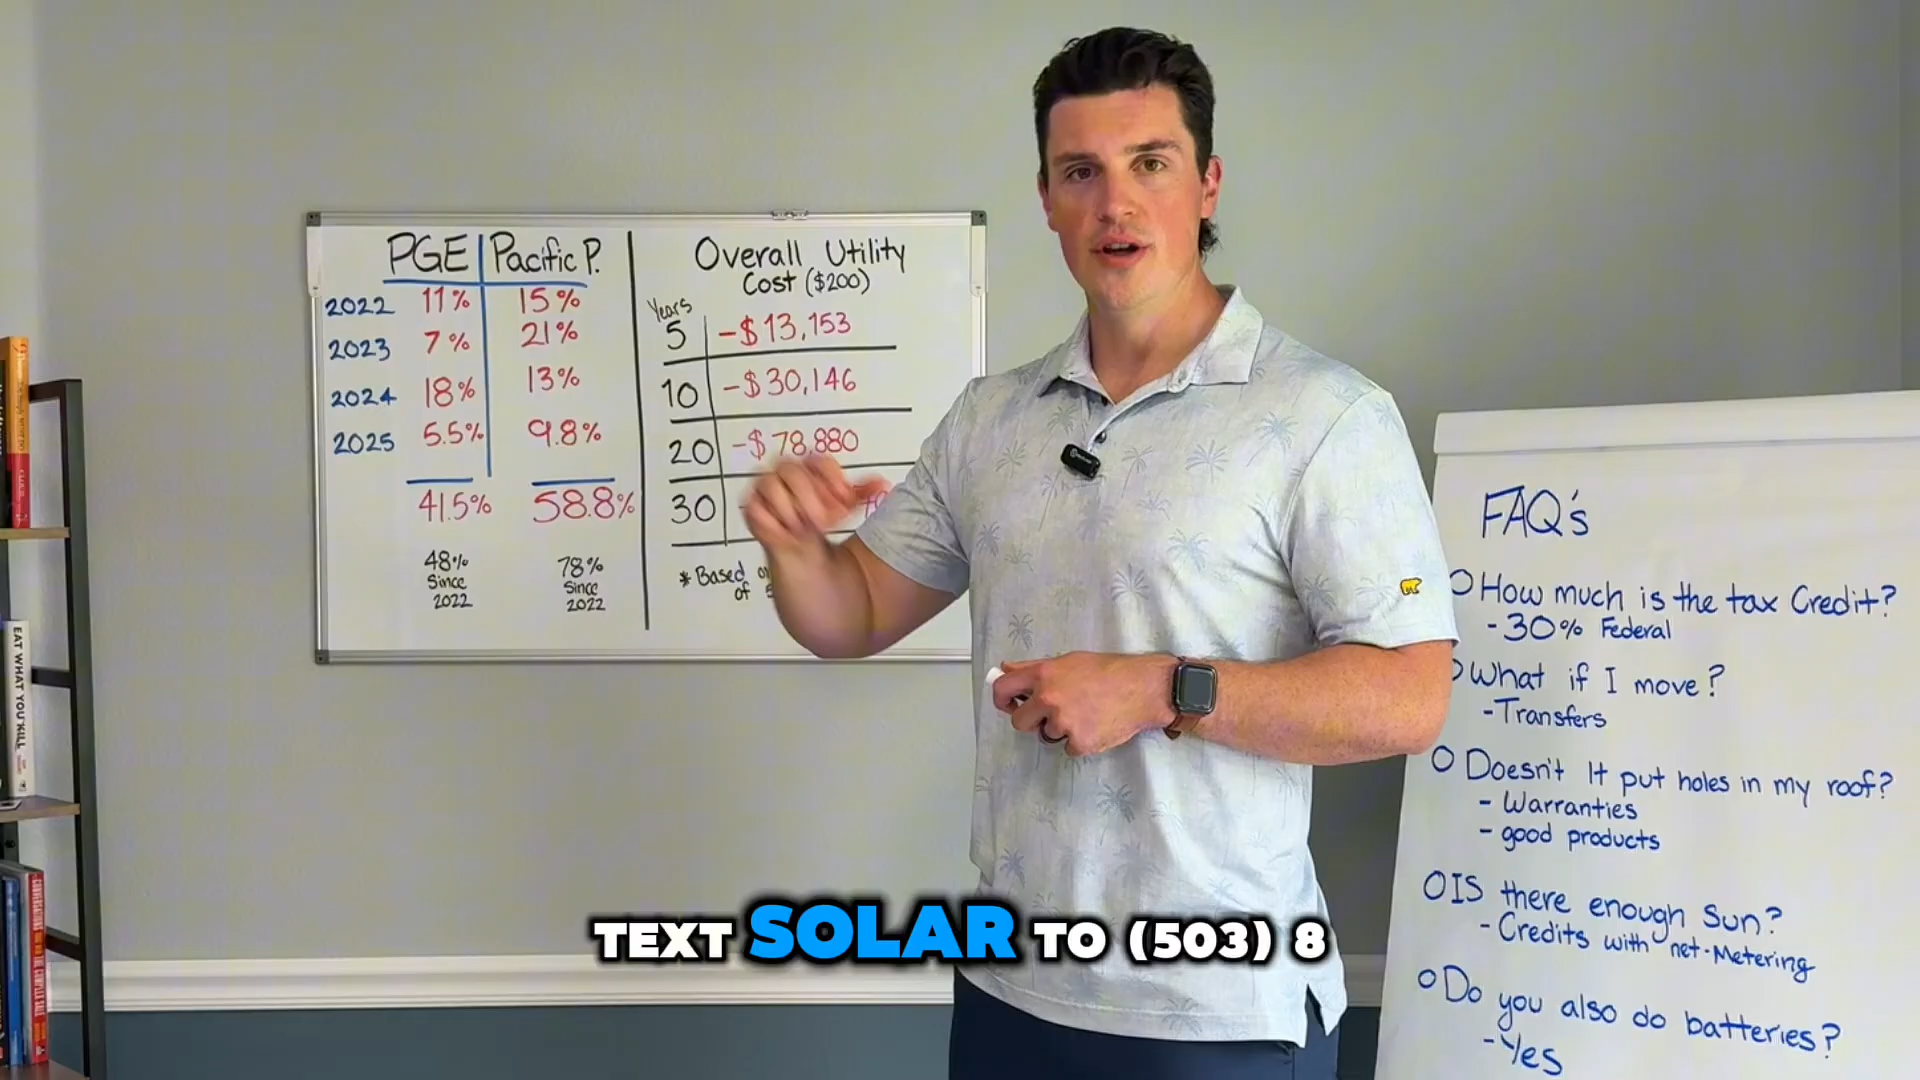 PGE Pacific P.
2022 11% 15%
2023 7% 21%
2024 18% 13%
2025 5.5% 9.8%
41.5% 58.8%
48% 78%
Since Since
2022 2022
Overall Utility
Cost ($200)
Years
5 -$13,153
10 -$30,146
20 -$78,880
30
* Based
of
FAQ's
How much is the tax Credit?
- 30% Federal
What if I move?
- Transfers
Doesn't It put holes in my roof?
- Warranties
- good products
IS there enough Sun?
- Credits with net-Metering
Do you also do batteries?
- Yes
EAT WHAT YOU KILL
TEXT SOLAR TO (503) 8